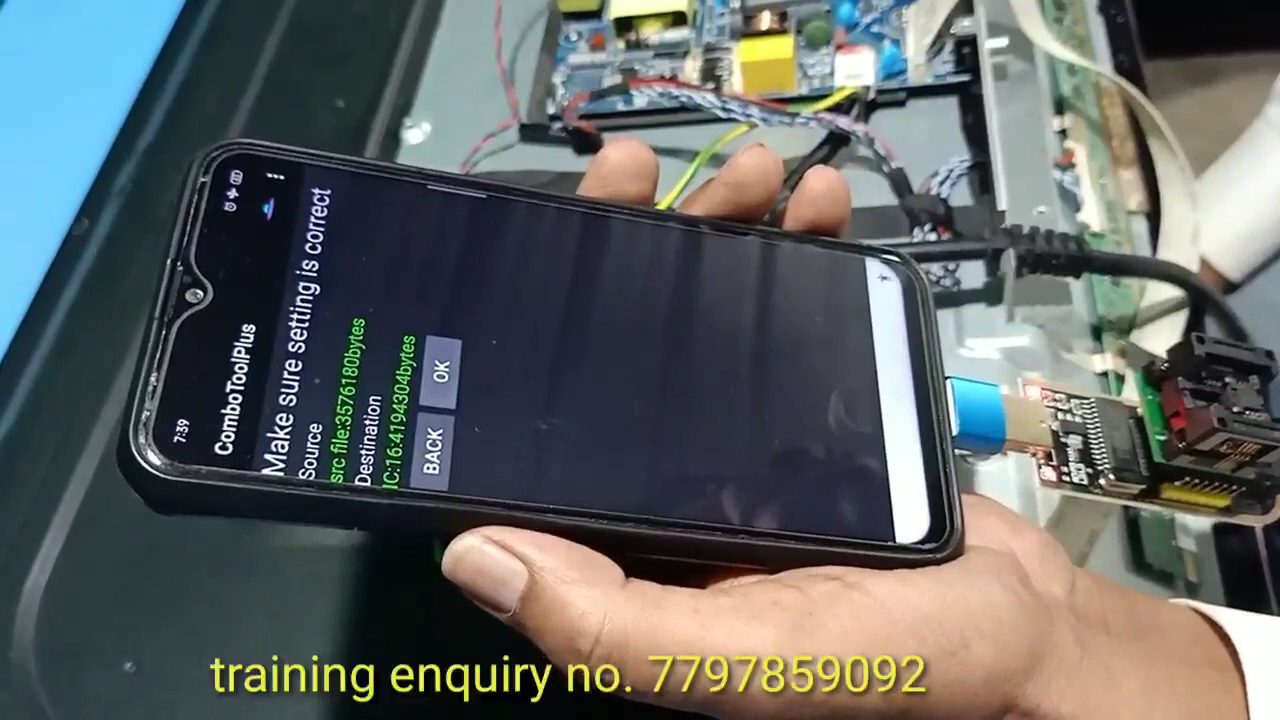 7:39
ComboToolPlus
Make sure setting is correct
Source
src file:3576180bytes
Destination
IC:16:4194304bytes
BACK OK
training enquiry no. 7797859092